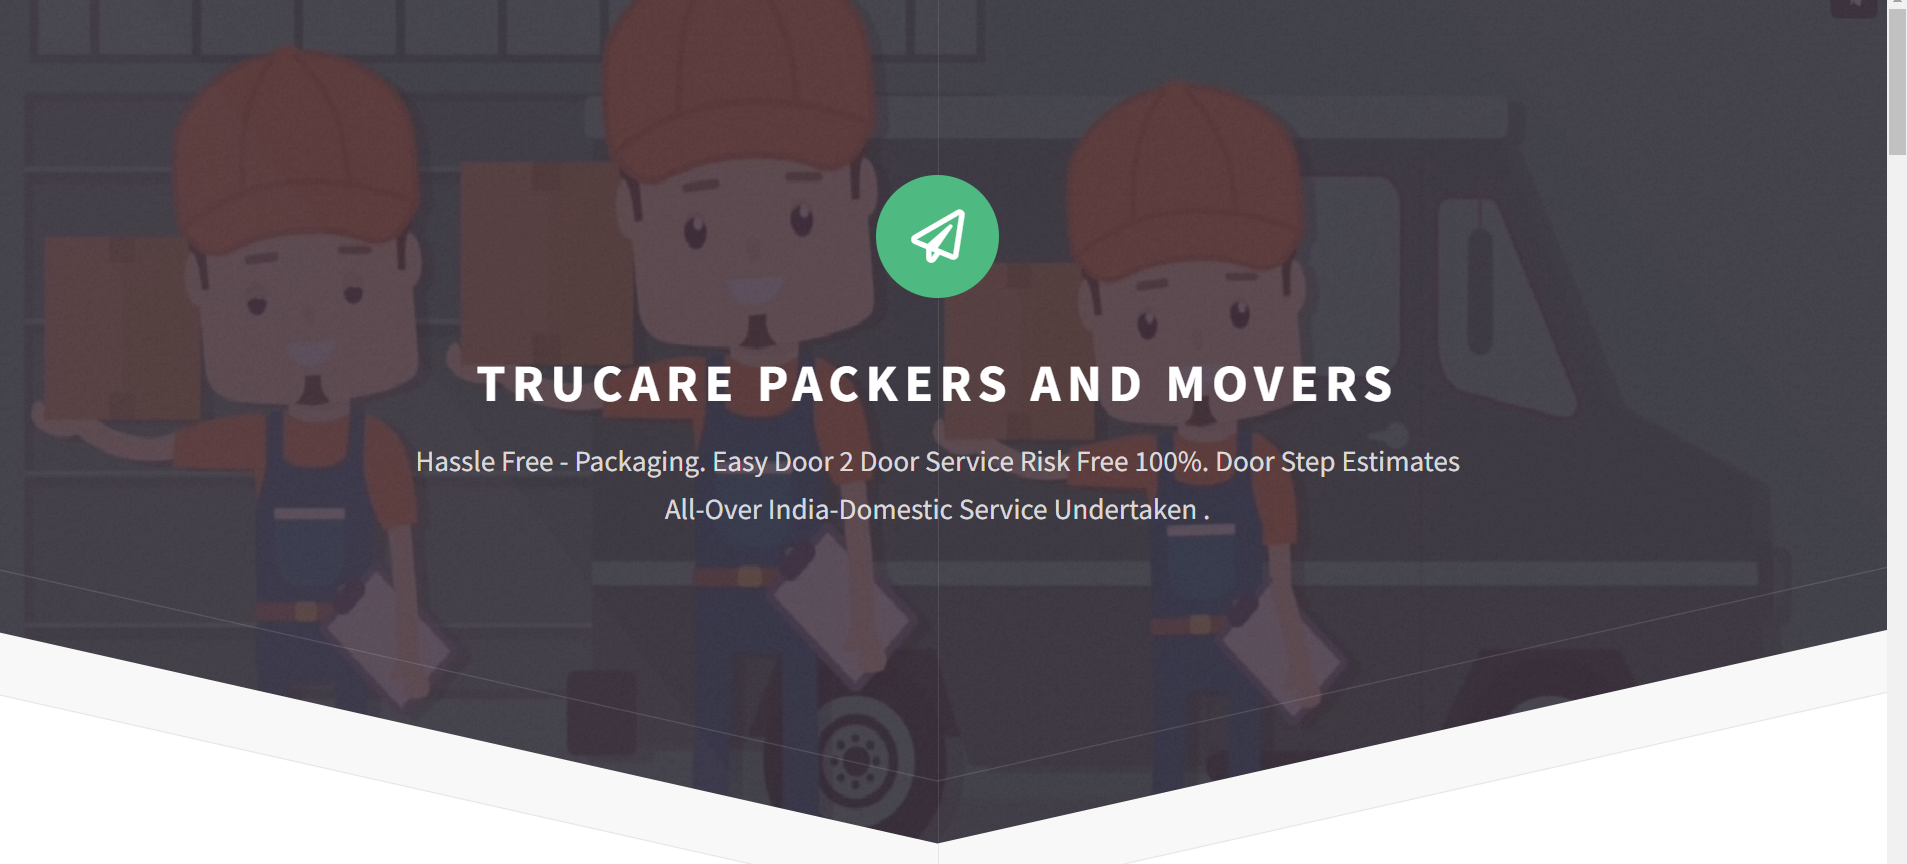 TRUCARE PACKERS AND MOVERS
Hassle Free - Packaging. Easy Door 2 Door Service Risk Free 100%. Door Step Estimates
All-Over India-Domestic Service Undertaken .